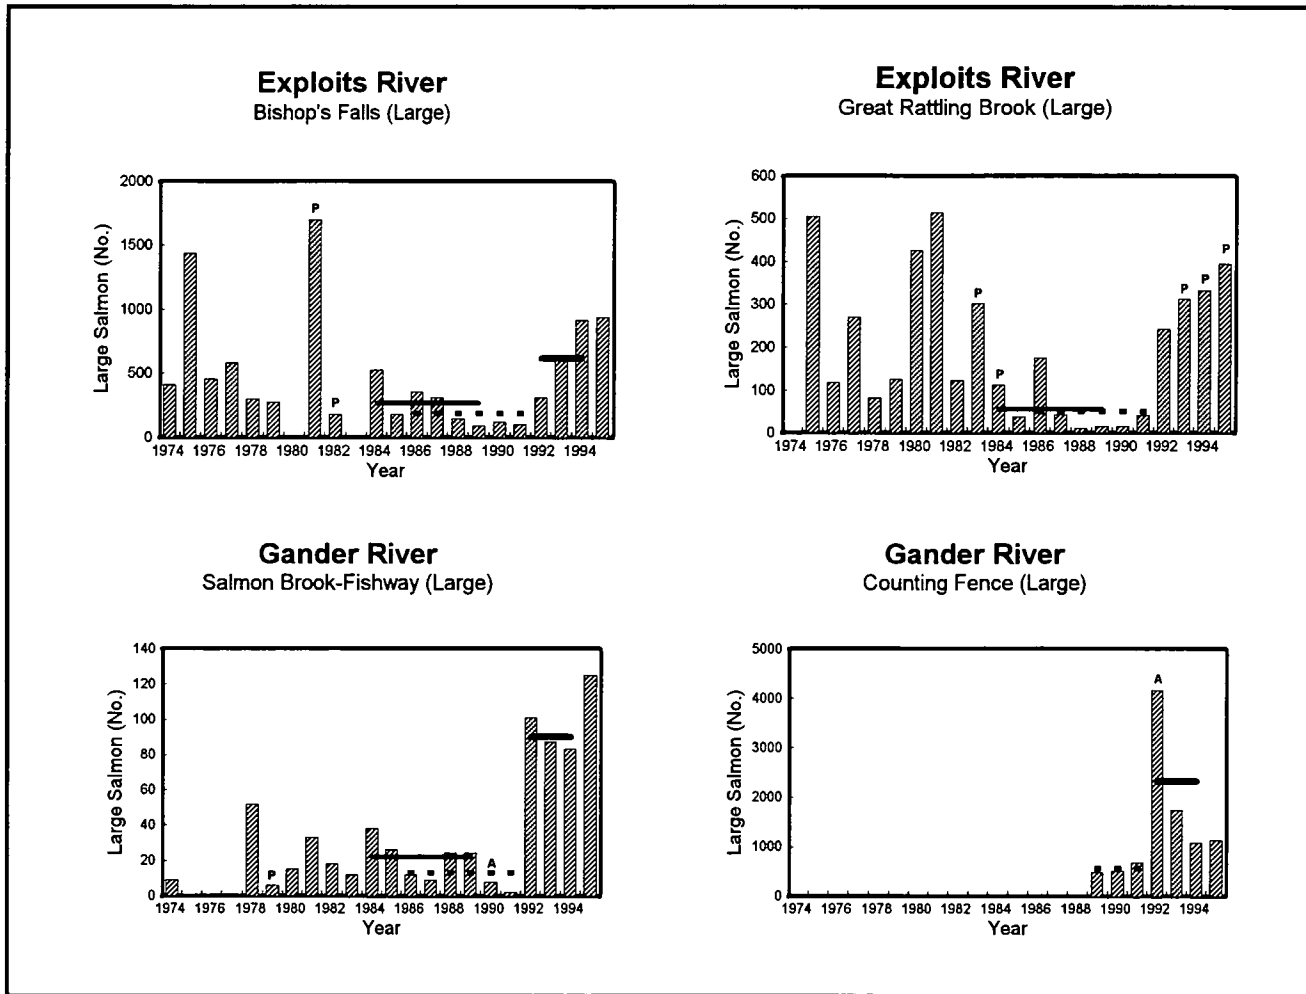 Exploits River
Bishop's Falls (Large)
Large Salmon (No.)
2000
1500
1000
500
0
P
P
1974 1976 1978 1980 1982 1984 1986 1988 1990 1992 1994
Year
Exploits River
Great Rattling Brook (Large)
Large Salmon (No.)
600
500
400
300
200
100
0
P
P
P
P
P
1974 1976 1978 1980 1982 1984 1986 1988 1990 1992 1994
Year
Gander River
Salmon Brook-Fishway (Large)
Large Salmon (No.)
140
120
100
80
60
40
20
0
P
A
1974 1976 1978 1980 1982 1984 1986 1988 1990 1992 1994
Year
Gander River
Counting Fence (Large)
Large Salmon (No.)
5000
4000
3000
2000
1000
0
A
1974 1976 1978 1980 1982 1984 1986 1988 1990 1992 1994
Year